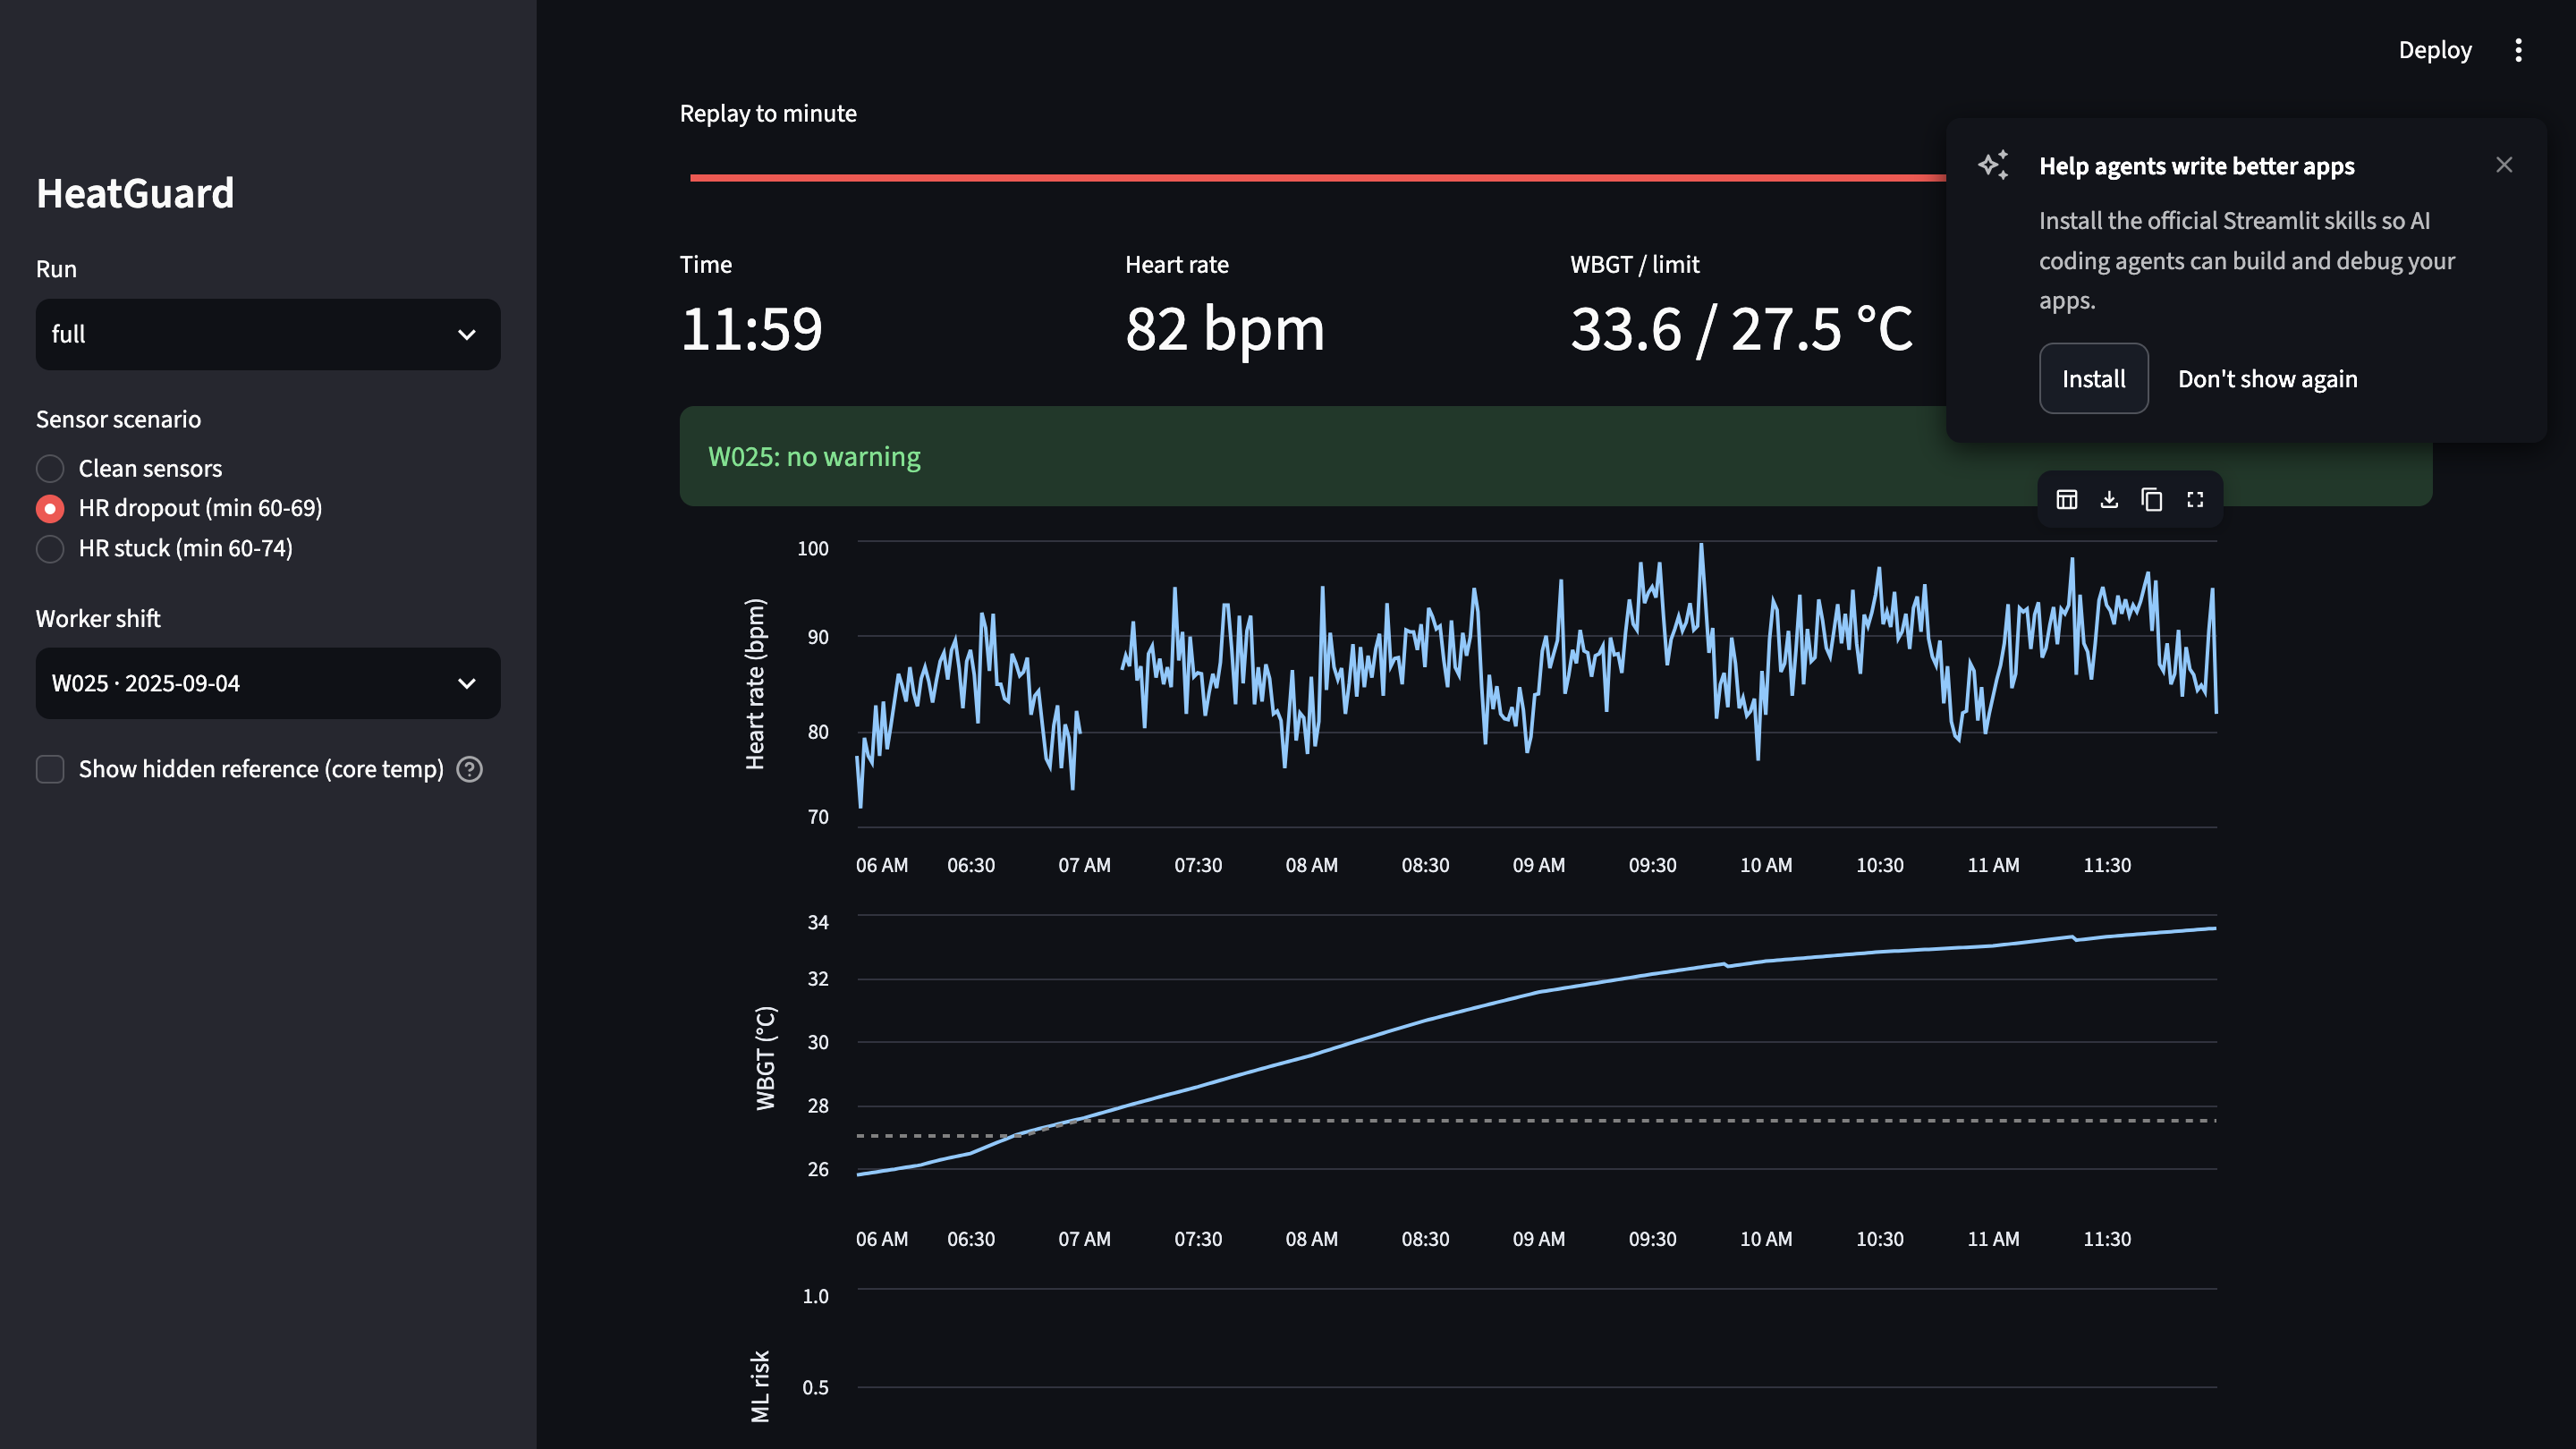 Deploy
HeatGuard
Run
full
Sensor scenario
Clean sensors
HR dropout (min 60-69)
HR stuck (min 60-74)
Worker shift
W025 · 2025-09-04
Show hidden reference (core temp)
Replay to minute
Time
11:59
Heart rate
82 bpm
WBGT / limit
33.6 / 27.5 °C
Help agents write better apps
Install the official Streamlit skills so AI
coding agents can build and debug your
apps.
Install
Don't show again
W025: no warning
Heart rate (bpm)
100
90
80
70
06 AM 06:30 07 AM 07:30 08 AM 08:30 09 AM 09:30 10 AM 10:30 11 AM 11:30
WBGT (°C)
34
32
30
28
26
06 AM 06:30 07 AM 07:30 08 AM 08:30 09 AM 09:30 10 AM 10:30 11 AM 11:30
ML risk
1.0
0.5